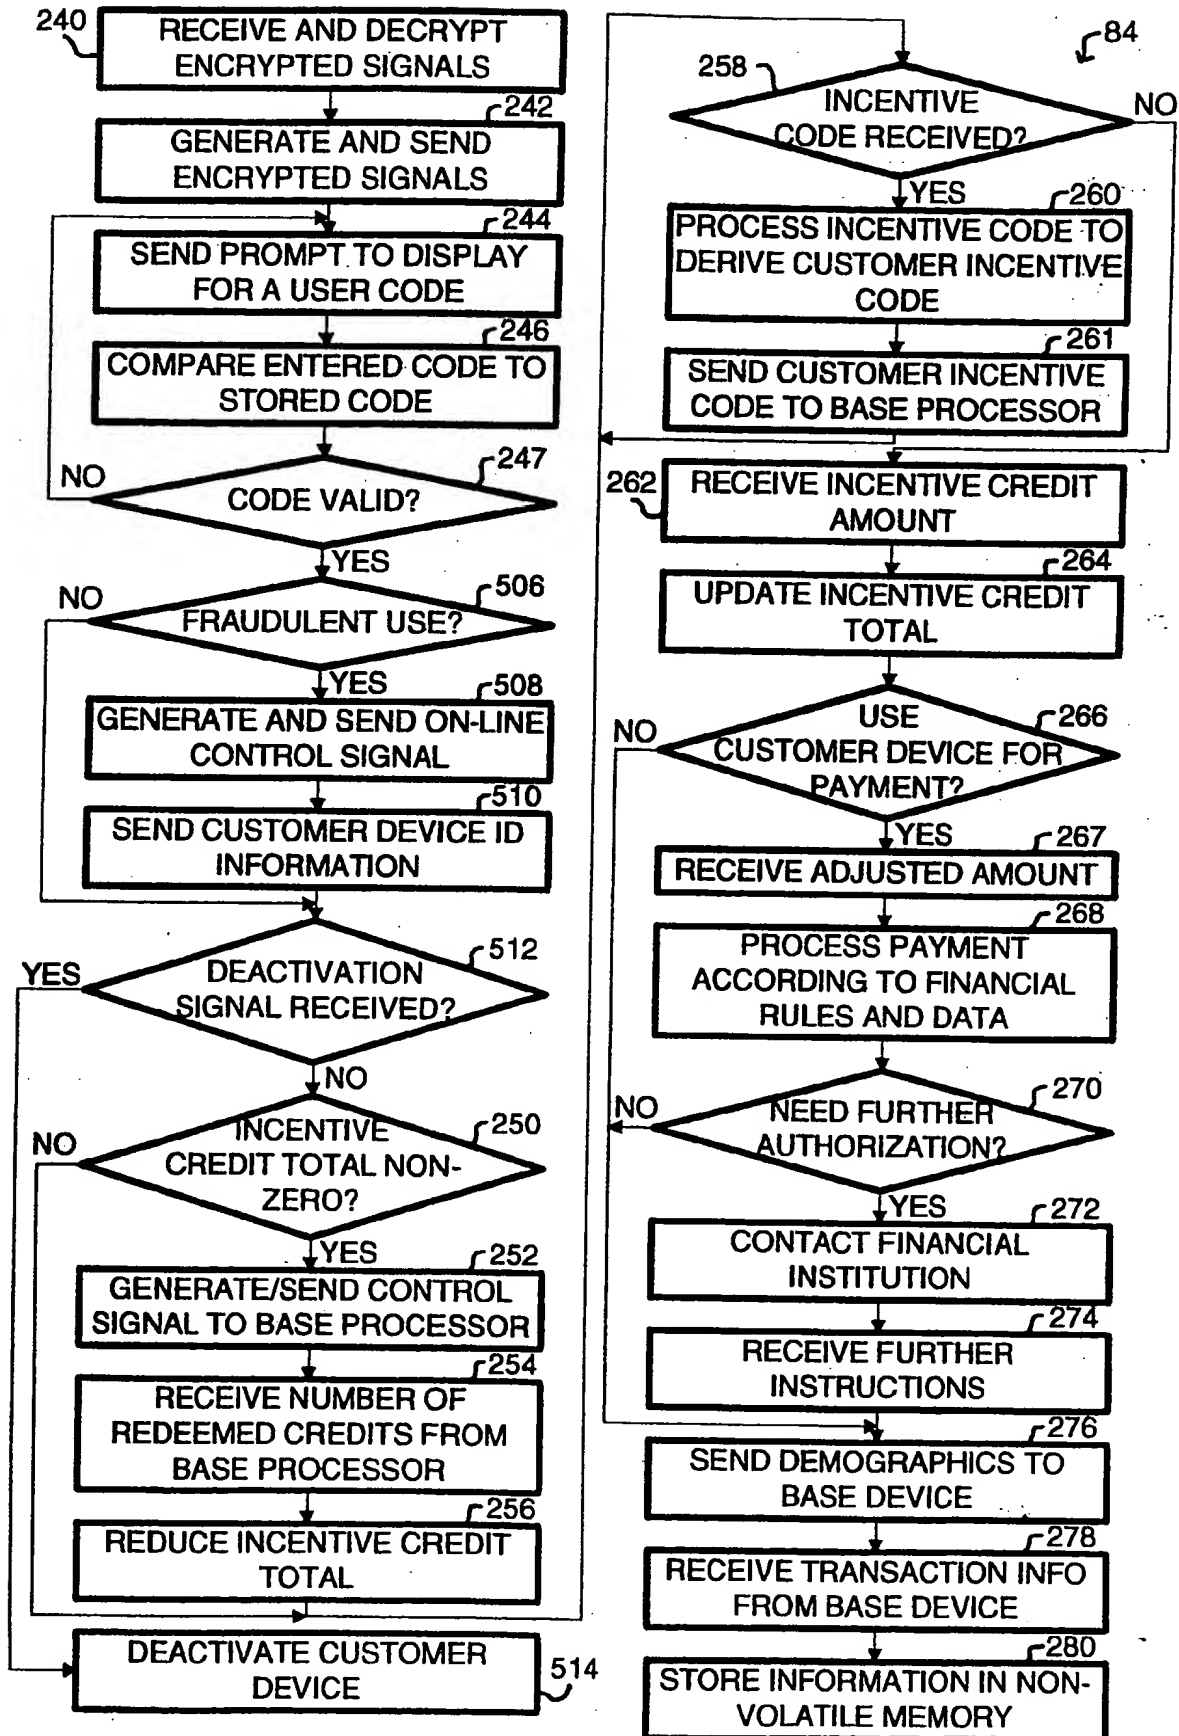 240
RECEIVE AND DECRYPT
ENCRYPTED SIGNALS
242
GENERATE AND SEND
ENCRYPTED SIGNALS
244
SEND PROMPT TO DISPLAY
FOR A USER CODE
246
COMPARE ENTERED CODE TO
STORED CODE
247
NO
CODE VALID?
YES
506
NO
FRAUDULENT USE?
YES
508
GENERATE AND SEND ON-LINE
CONTROL SIGNAL
510
SEND CUSTOMER DEVICE ID
INFORMATION
512
YES
DEACTIVATION
SIGNAL RECEIVED?
NO
250
NO
INCENTIVE
CREDIT TOTAL NON-
ZERO?
YES
252
GENERATE/SEND CONTROL
SIGNAL TO BASE PROCESSOR
254
RECEIVE NUMBER OF
REDEEMED CREDITS FROM
BASE PROCESSOR
256
REDUCE INCENTIVE CREDIT
TOTAL
DEACTIVATE CUSTOMER
DEVICE
514
84
258
INCENTIVE
CODE RECEIVED?
NO
YES
260
PROCESS INCENTIVE CODE TO
DERIVE CUSTOMER INCENTIVE
CODE
261
SEND CUSTOMER INCENTIVE
CODE TO BASE PROCESSOR
262
RECEIVE INCENTIVE CREDIT
AMOUNT
264
UPDATE INCENTIVE CREDIT
TOTAL
266
NO
USE
CUSTOMER DEVICE FOR
PAYMENT?
YES
267
RECEIVE ADJUSTED AMOUNT
268
PROCESS PAYMENT
ACCORDING TO FINANCIAL
RULES AND DATA
270
NO
NEED FURTHER
AUTHORIZATION?
YES
272
CONTACT FINANCIAL
INSTITUTION
274
RECEIVE FURTHER
INSTRUCTIONS
276
SEND DEMOGRAPHICS TO
BASE DEVICE
278
RECEIVE TRANSACTION INFO
FROM BASE DEVICE
280
STORE INFORMATION IN NON-
VOLATILE MEMORY